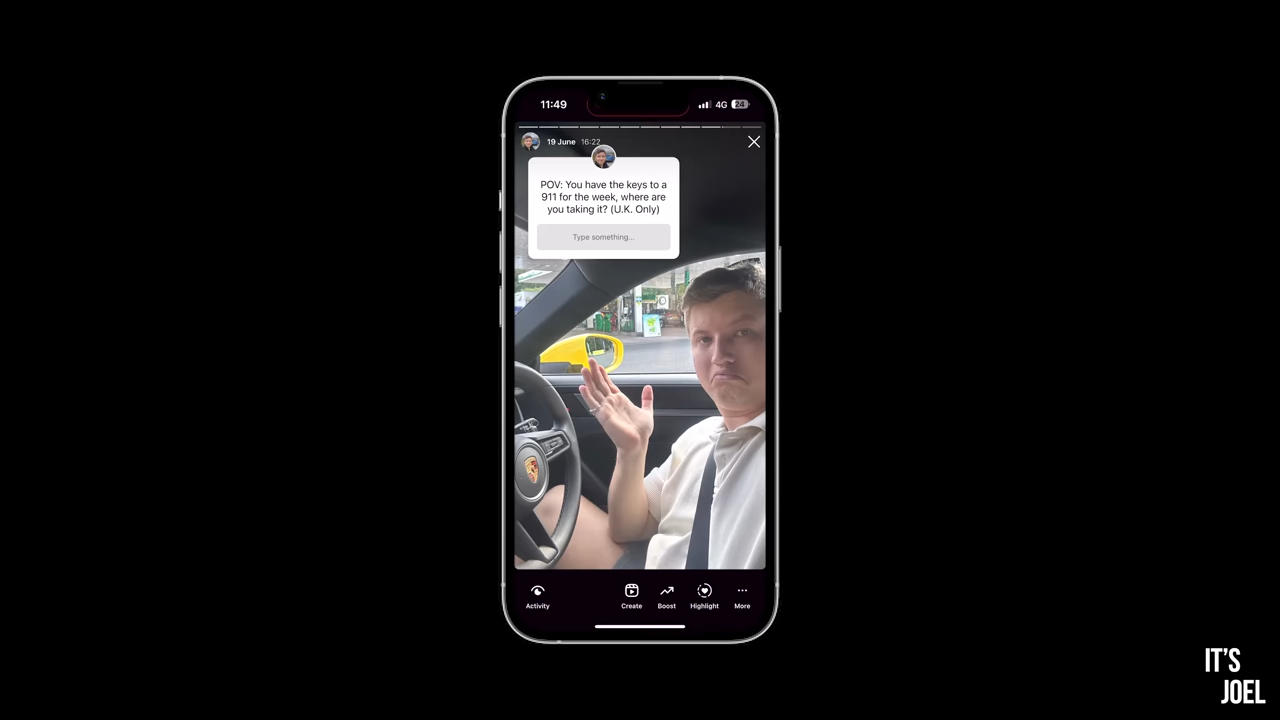 11:49
4G 24
19 June 16:22
POV: You have the keys to a
911 for the week, where are
you taking it? (U.K. Only)
Type something...
Activity
Create
Boost
Highlight
More
IT'S
JOEL